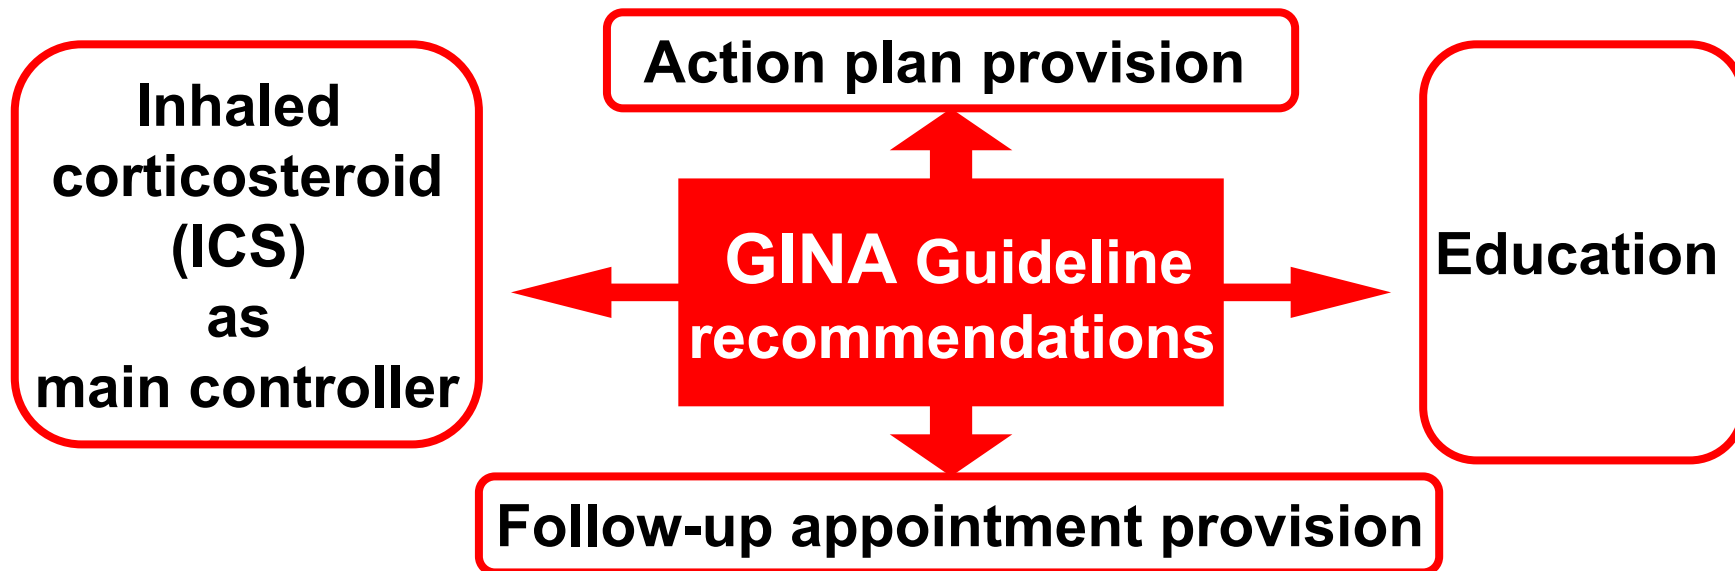 Action plan provision
Inhaled
corticosteroid
(ICS)
as
main controller
GINA Guideline
recommendations
Education
Follow-up appointment provision